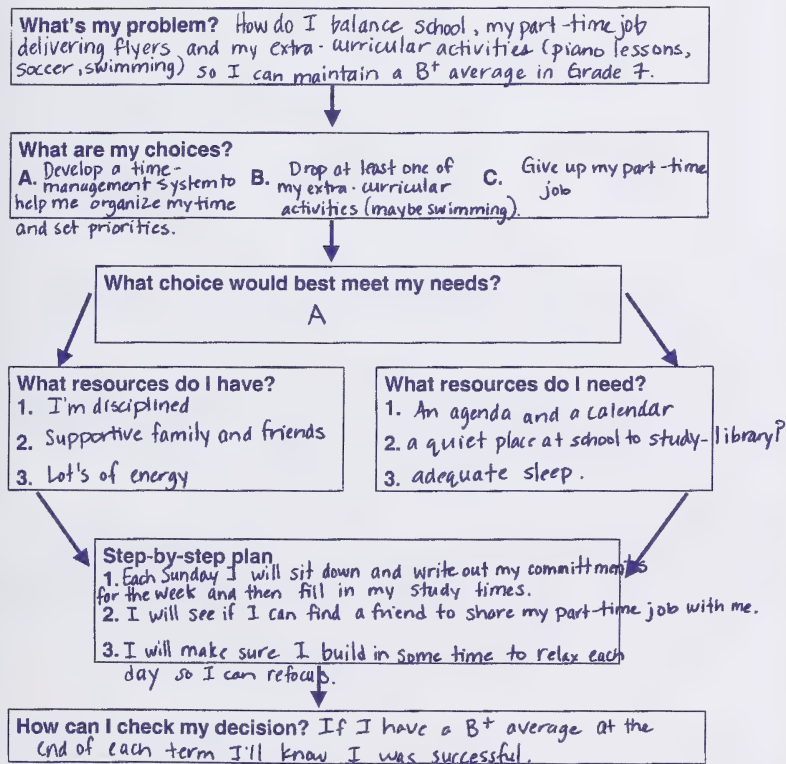 What's my problem? How do I balance school, my part-time job
delivering flyers and my extra-curricular activities (piano lessons,
soccer, swimming) so I can maintain a B+ average in Grade 7.
What are my choices?
A. Develop a time-
management system to
help me organize my time
and set priorities.
B. Drop at least one of
my extra-curricular
activities (maybe swimming).
C. Give up my part-time
job
What choice would best meet my needs?
A
What resources do I have?
1. I'm disciplined
2. Supportive family and friends
3. Lot's of energy
What resources do I need?
1. An agenda and a calendar
2. a quiet place at school to study-library?
3. adequate sleep.
Step-by-step plan
1. Each Sunday I will sit down and write out my committments
for the week and then fill in my study times.
2. I will see if I can find a friend to share my part-time job with me.
3. I will make sure I build in some time to relax each
day so I can refocus.
How can I check my decision? If I have a B+ average at the
end of each term I'll know I was successful.